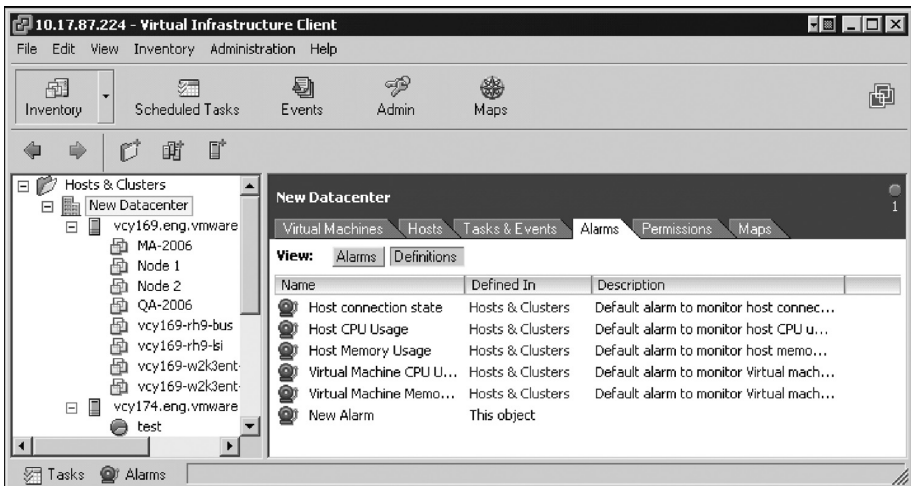 10.17.87.224 - Virtual Infrastructure Client
File Edit View Inventory Administration Help
Inventory Scheduled Tasks Events Admin Maps
Hosts & Clusters
New Datacenter
vcy169.eng.vmware
MA-2006
Node 1
Node 2
QA-2006
vcy169-rh9-bus
vcy169-rh9-lsi
vcy169-w2k3ent-
vcy169-w2k3ent-
vcy174.eng.vmware
test
New Datacenter
1
Virtual Machines Hosts Tasks & Events Alarms Permissions Maps
View: Alarms Definitions
Name Defined In Description
Host connection state Hosts & Clusters Default alarm to monitor host connec...
Host CPU Usage Hosts & Clusters Default alarm to monitor host CPU u...
Host Memory Usage Hosts & Clusters Default alarm to monitor host memo...
Virtual Machine CPU U... Hosts & Clusters Default alarm to monitor Virtual mach...
Virtual Machine Memo... Hosts & Clusters Default alarm to monitor Virtual mach...
New Alarm This object
Tasks Alarms